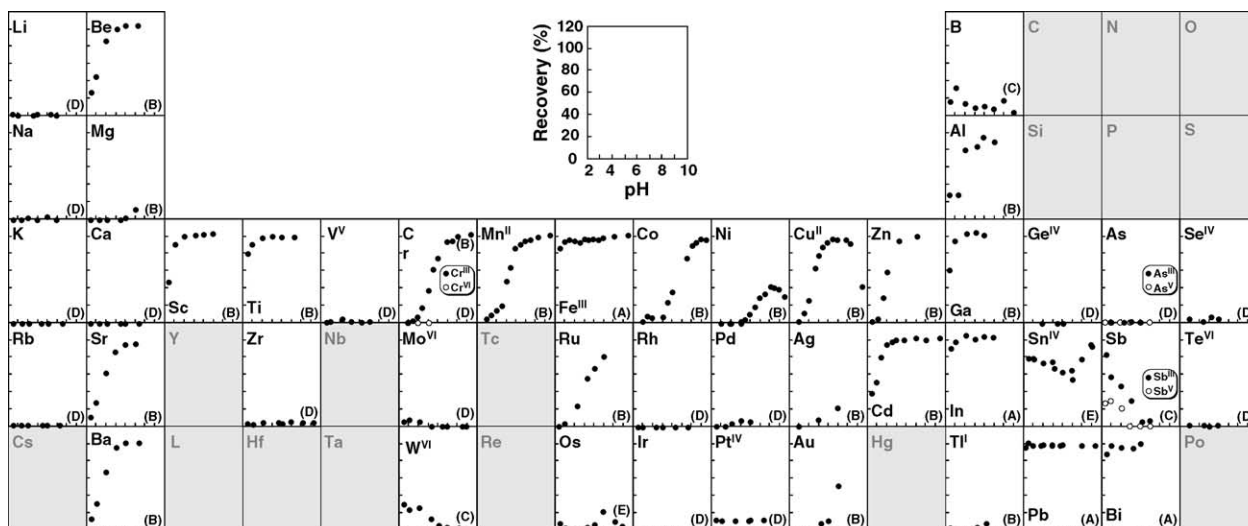 Li
Be
B
C
N
O
(D)
(B)
(C)
Recovery (%)
120
100
80
60
40
20
0
2 4 6 8 10
pH
Na
Mg
Al
Si
P
S
(D)
(B)
(B)
K
Ca
Sc
Ti
V^V
Cr
Mn^II
Fe^III
Co
Ni
Cu^II
Zn
Ga
Ge^IV
As
Se^IV
Cr^III
Cr^VI
As^III
As^V
(D)
(D)
(B)
(B)
(D)
(B)
(D)
(B)
(A)
(B)
(B)
(B)
(B)
(B)
(D)
(D)
(D)
Rb
Sr
Y
Zr
Nb
Mo^VI
Tc
Ru
Rh
Pd
Ag
Cd
In
Sn^IV
Sb
Te^VI
Sb^III
Sb^V
(D)
(B)
(D)
(D)
(B)
(D)
(D)
(B)
(B)
(A)
(E)
(C)
(D)
Cs
Ba
L
Hf
Ta
W^VI
Re
Os
Ir
Pt^IV
Au
Hg
Tl^I
Pb
Bi
Po
(B)
(C)
(E)
(D)
(D)
(B)
(B)
(A)
(A)